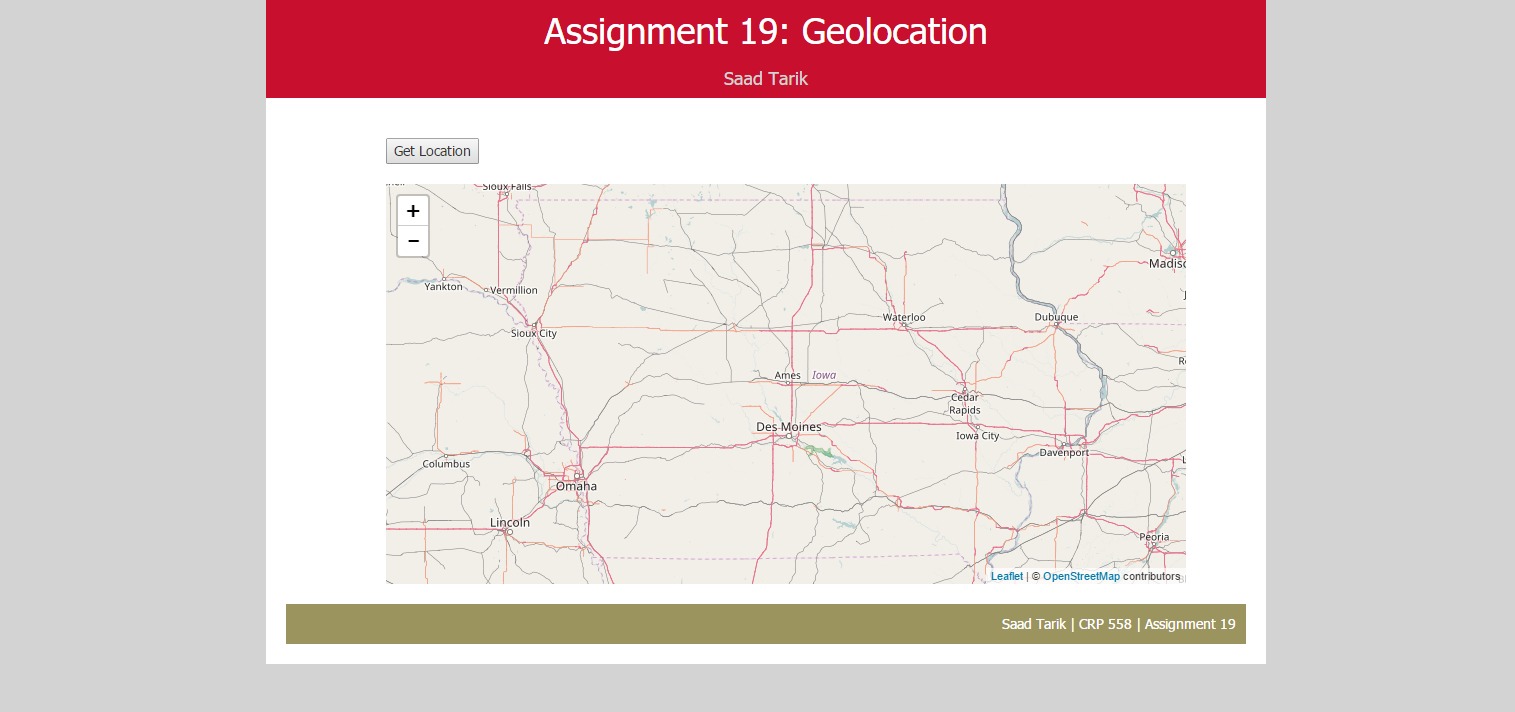 Assignment 19: Geolocation
Saad Tarik
Get Location
+
−
Sioux Falls
Madisc
Yankton
Vermillion
Sioux City
Waterloo
Dubuque
Ames
Iowa
Cedar
Rapids
Des Moines
Iowa City
Davenport
Columbus
Omaha
Lincoln
Peoria
Leaflet | © OpenStreetMap contributors
Saad Tarik | CRP 558 | Assignment 19